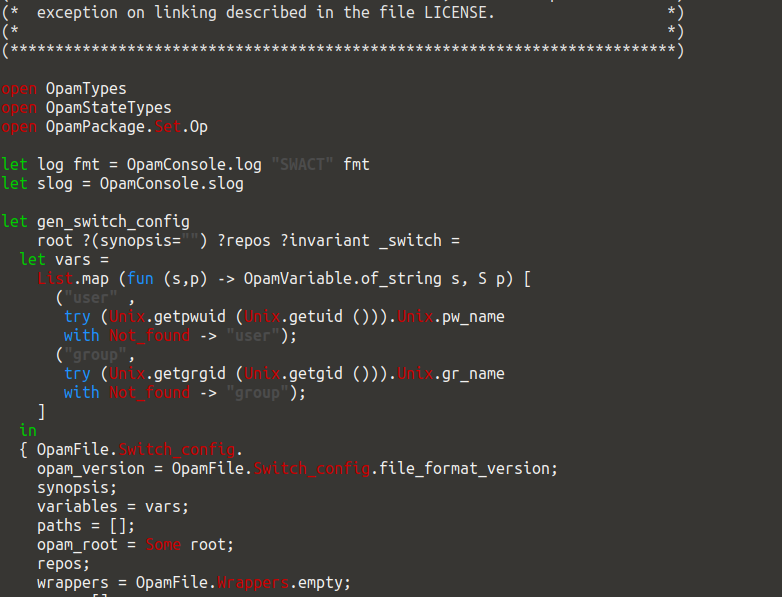 (*  exception on linking described in the file LICENSE.                   *)
(*                                                                        *)
(**************************************************************************)

open OpamTypes
open OpamStateTypes
open OpamPackage.Set.Op

let log fmt = OpamConsole.log "SWACT" fmt
let slog = OpamConsole.slog

let gen_switch_config
    root ?(synopsis="") ?repos ?invariant _switch =
  let vars =
    List.map (fun (s,p) -> OpamVariable.of_string s, S p) [
      ("user" ,
       try (Unix.getpwuid (Unix.getuid ())).Unix.pw_name
       with Not_found -> "user");
      ("group",
       try (Unix.getgrgid (Unix.getgid ())).Unix.gr_name
       with Not_found -> "group");
    ]
  in
  { OpamFile.Switch_config.
    opam_version = OpamFile.Switch_config.file_format_version;
    synopsis;
    variables = vars;
    paths = [];
    opam_root = Some root;
    repos;
    wrappers = OpamFile.Wrappers.empty;